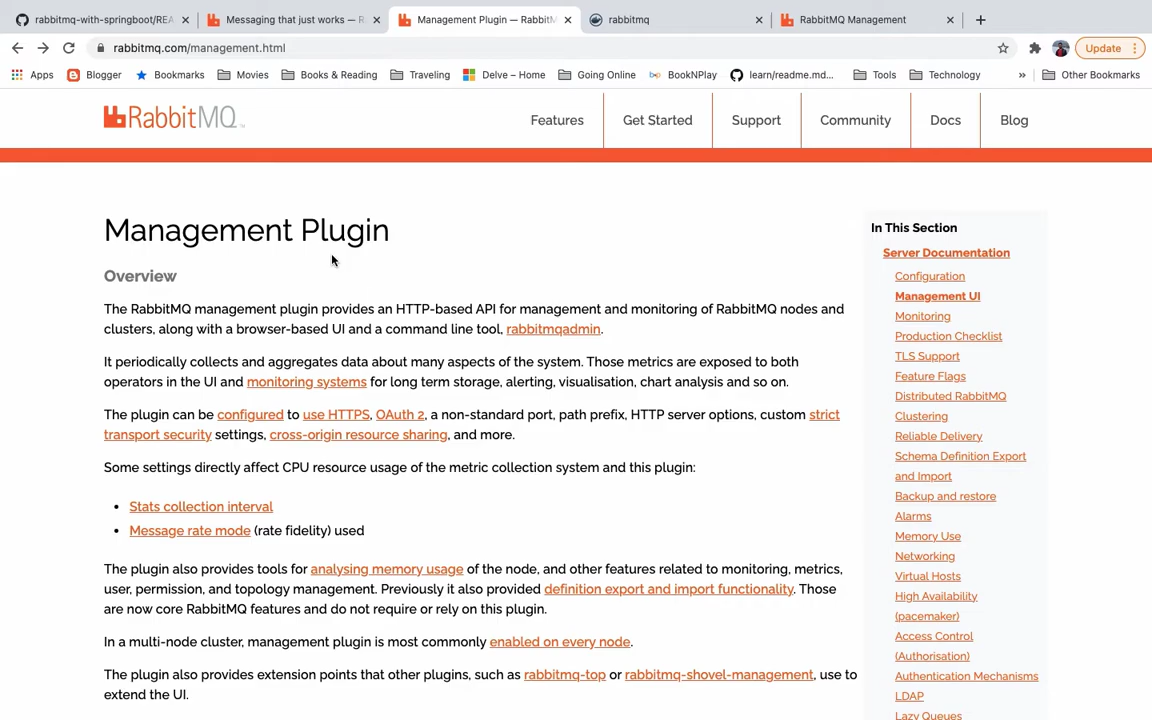 rabbitmq-with-springboot/REA
Messaging that just works — R
Management Plugin — RabbitM
rabbitmq
RabbitMQ Management
rabbitmq.com/management.html
Update
Apps
Blogger
Bookmarks
Movies
Books & Reading
Traveling
Delve – Home
Going Online
BookNPlay
learn/readme.md...
Tools
Technology
»
Other Bookmarks
RabbitMQ
Features
Get Started
Support
Community
Docs
Blog
Management Plugin
Overview
The RabbitMQ management plugin provides an HTTP-based API for management and monitoring of RabbitMQ nodes and
clusters, along with a browser-based UI and a command line tool, rabbitmqadmin.
It periodically collects and aggregates data about many aspects of the system. Those metrics are exposed to both
operators in the UI and monitoring systems for long term storage, alerting, visualisation, chart analysis and so on.
The plugin can be configured to use HTTPS, OAuth 2, a non-standard port, path prefix, HTTP server options, custom strict
transport security settings, cross-origin resource sharing, and more.
Some settings directly affect CPU resource usage of the metric collection system and this plugin:
• Stats collection interval
• Message rate mode (rate fidelity) used
The plugin also provides tools for analysing memory usage of the node, and other features related to monitoring, metrics,
user, permission, and topology management. Previously it also provided definition export and import functionality. Those
are now core RabbitMQ features and do not require or rely on this plugin.
In a multi-node cluster, management plugin is most commonly enabled on every node.
The plugin also provides extension points that other plugins, such as rabbitmq-top or rabbitmq-shovel-management, use to
extend the UI.
In This Section
Server Documentation
Configuration
Management UI
Monitoring
Production Checklist
TLS Support
Feature Flags
Distributed RabbitMQ
Clustering
Reliable Delivery
Schema Definition Export
and Import
Backup and restore
Alarms
Memory Use
Networking
Virtual Hosts
High Availability
(pacemaker)
Access Control
(Authorisation)
Authentication Mechanisms
LDAP
Lazy Queues